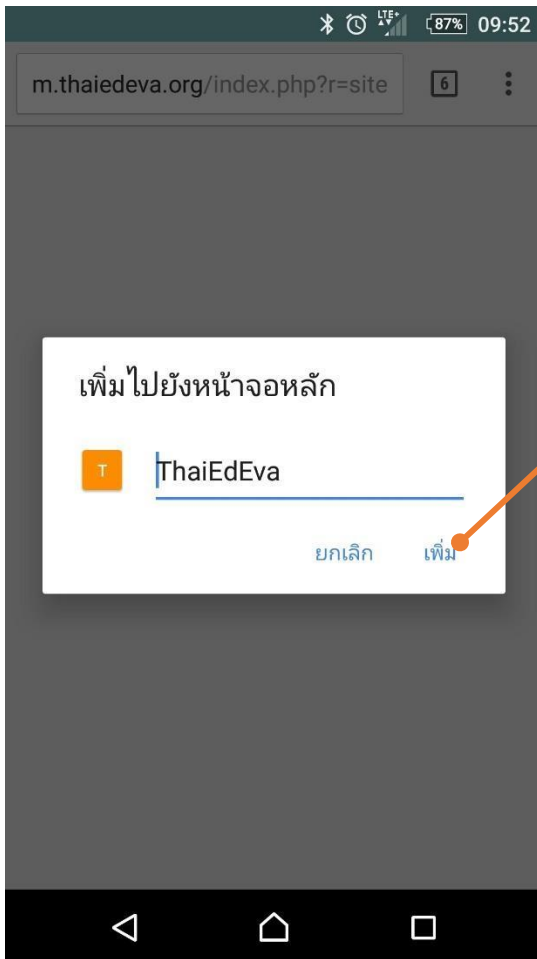 LTE+ 87% 09:52
m.thaiedeva.org/index.php?r=site 6
เพิ่มไปยังหน้าจอหลัก
T ThaiEdEva
ยกเลิก เพิ่ม